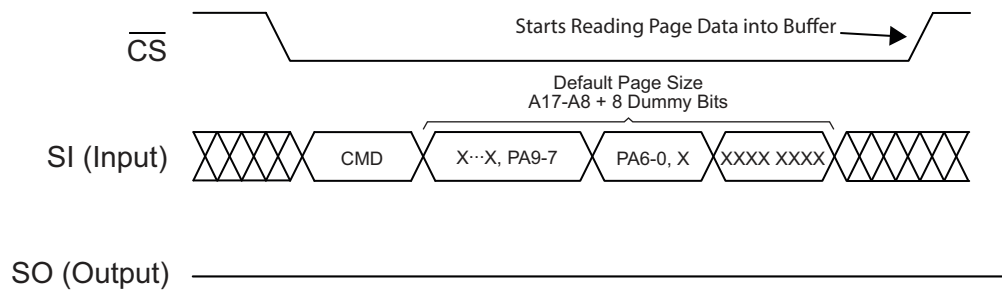 Starts Reading Page Data into Buffer
CS
Default Page Size
A17-A8 + 8 Dummy Bits
SI (Input)
CMD
X···X, PA9-7
PA6-0, X
XXXX XXXX
SO (Output)